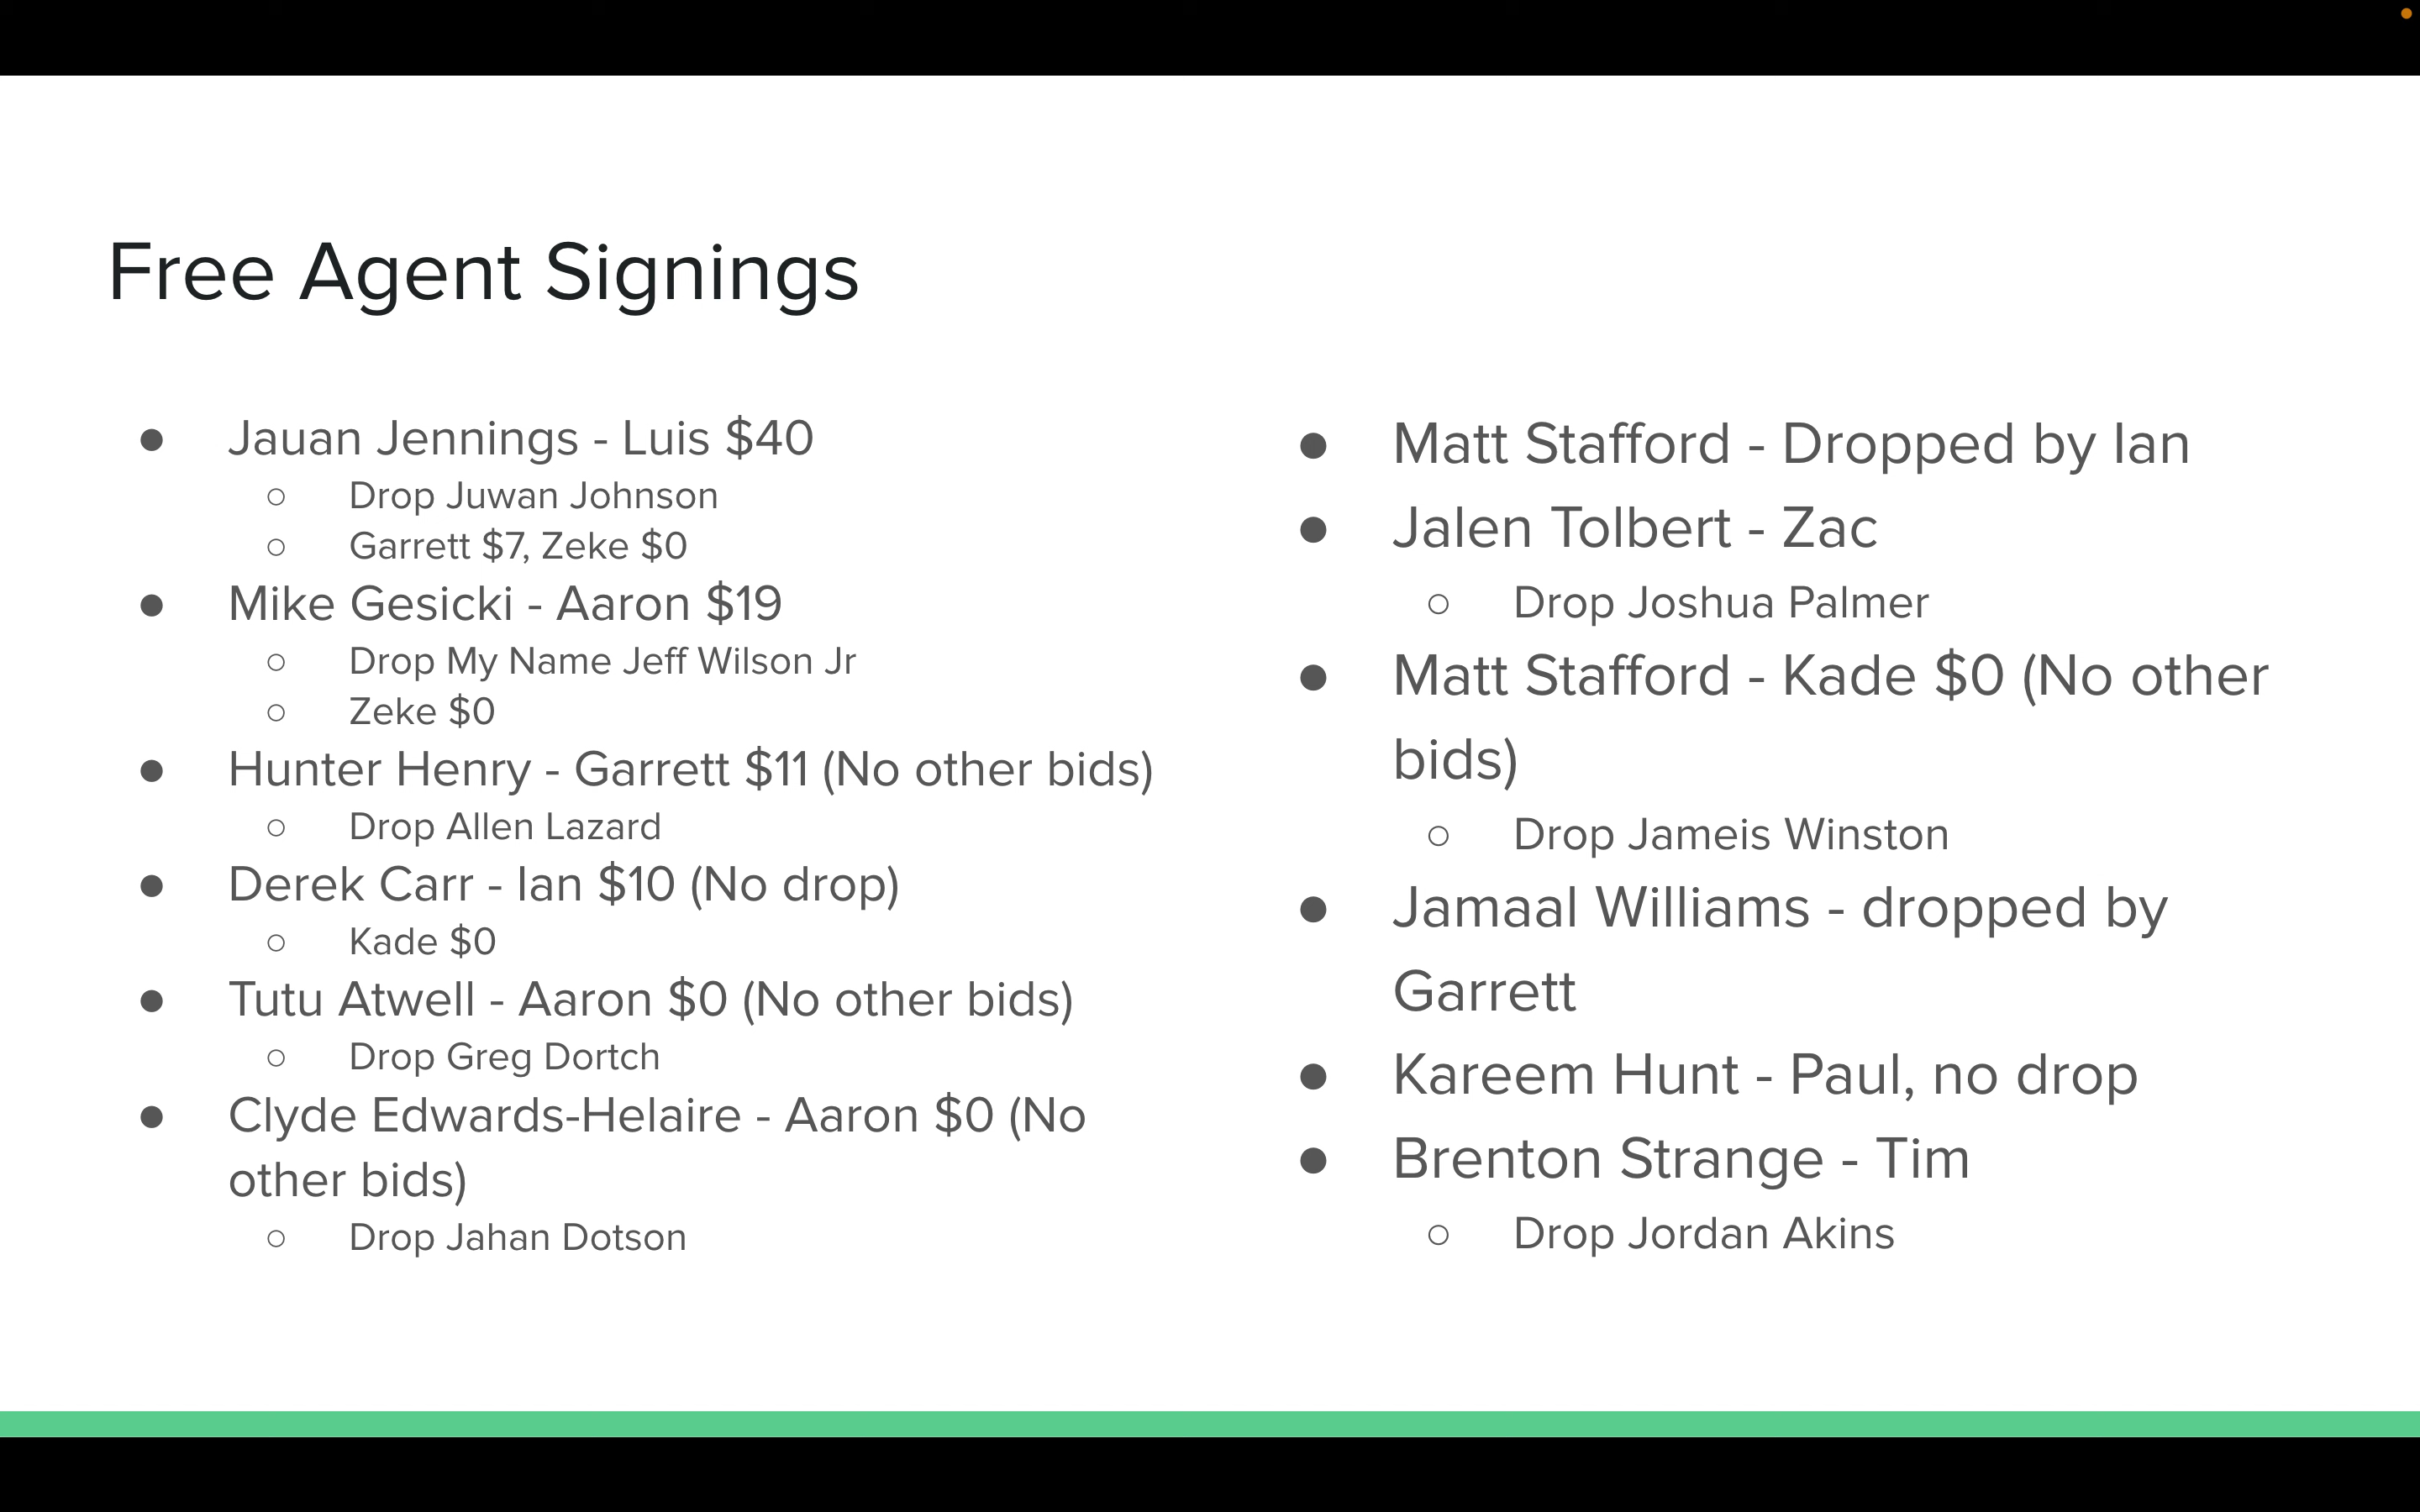 Free Agent Signings
● Jauan Jennings - Luis $40
○ Drop Juwan Johnson
○ Garrett $7, Zeke $0
● Mike Gesicki - Aaron $19
○ Drop My Name Jeff Wilson Jr
○ Zeke $0
● Hunter Henry - Garrett $11 (No other bids)
○ Drop Allen Lazard
● Derek Carr - Ian $10 (No drop)
○ Kade $0
● Tutu Atwell - Aaron $0 (No other bids)
○ Drop Greg Dortch
● Clyde Edwards-Helaire - Aaron $0 (No
other bids)
○ Drop Jahan Dotson
● Matt Stafford - Dropped by Ian
● Jalen Tolbert - Zac
○ Drop Joshua Palmer
● Matt Stafford - Kade $0 (No other
bids)
○ Drop Jameis Winston
● Jamaal Williams - dropped by
Garrett
● Kareem Hunt - Paul, no drop
● Brenton Strange - Tim
○ Drop Jordan Akins